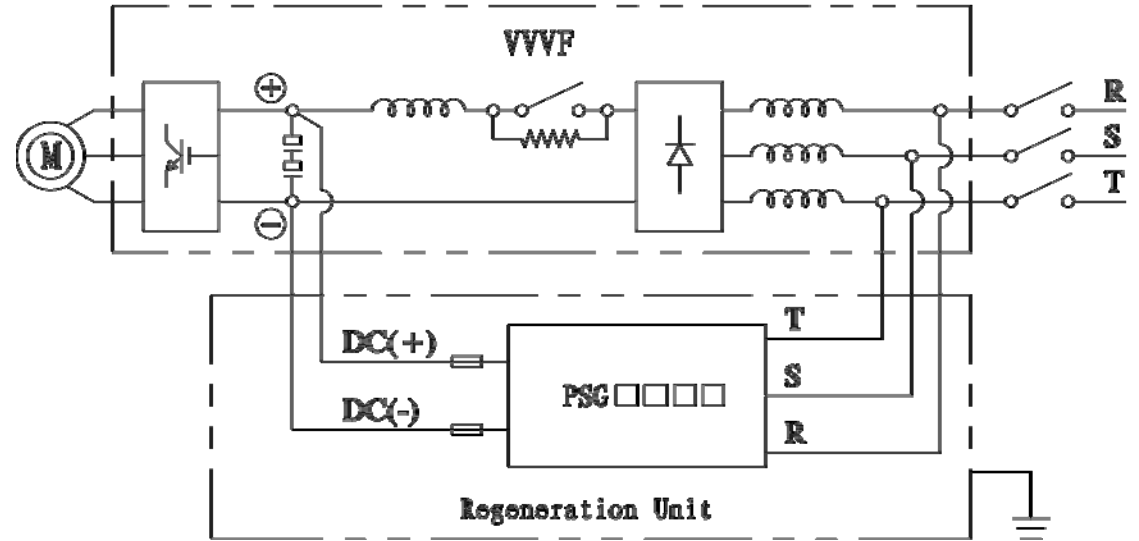 VVVF
R
S
T
M
+
−
DC(+)
DC(-)
T
S
R
PSG□□□□
Regeneration Unit